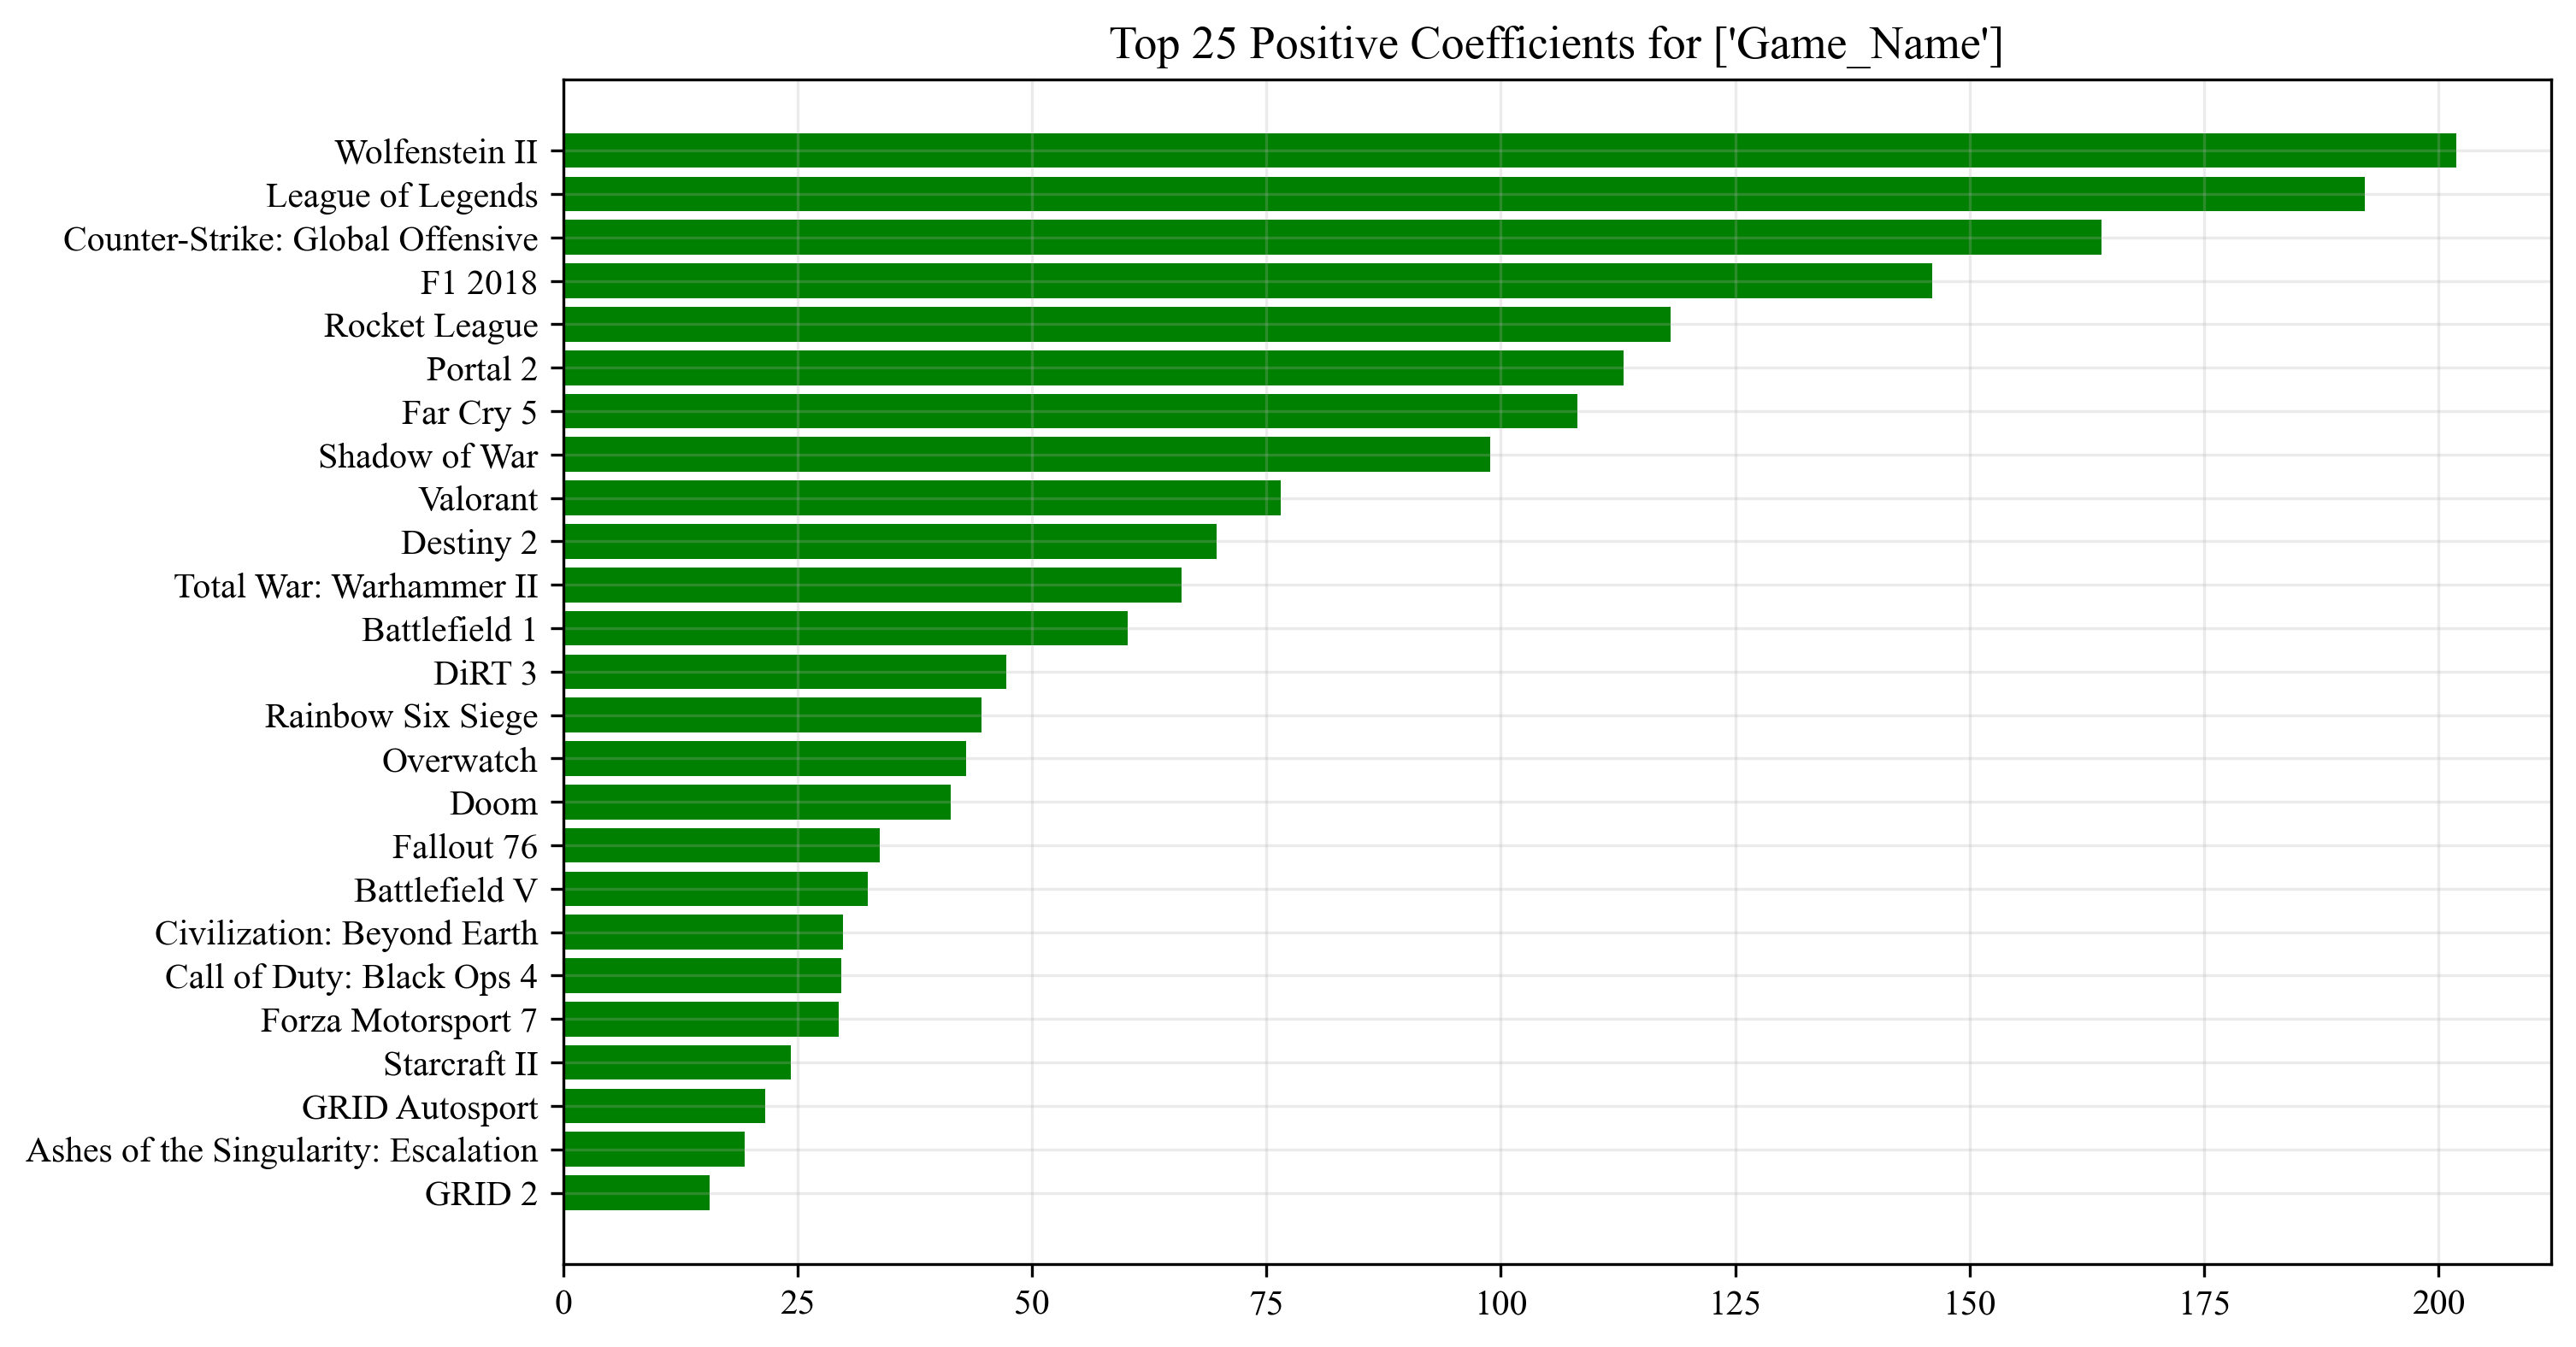 Top 25 Positive Coefficients for ['Game_Name']
Wolfenstein II
League of Legends
Counter-Strike: Global Offensive
F1 2018
Rocket League
Portal 2
Far Cry 5
Shadow of War
Valorant
Destiny 2
Total War: Warhammer II
Battlefield 1
DiRT 3
Rainbow Six Siege
Overwatch
Doom
Fallout 76
Battlefield V
Civilization: Beyond Earth
Call of Duty: Black Ops 4
Forza Motorsport 7
Starcraft II
GRID Autosport
Ashes of the Singularity: Escalation
GRID 2
0 25 50 75 100 125 150 175 200